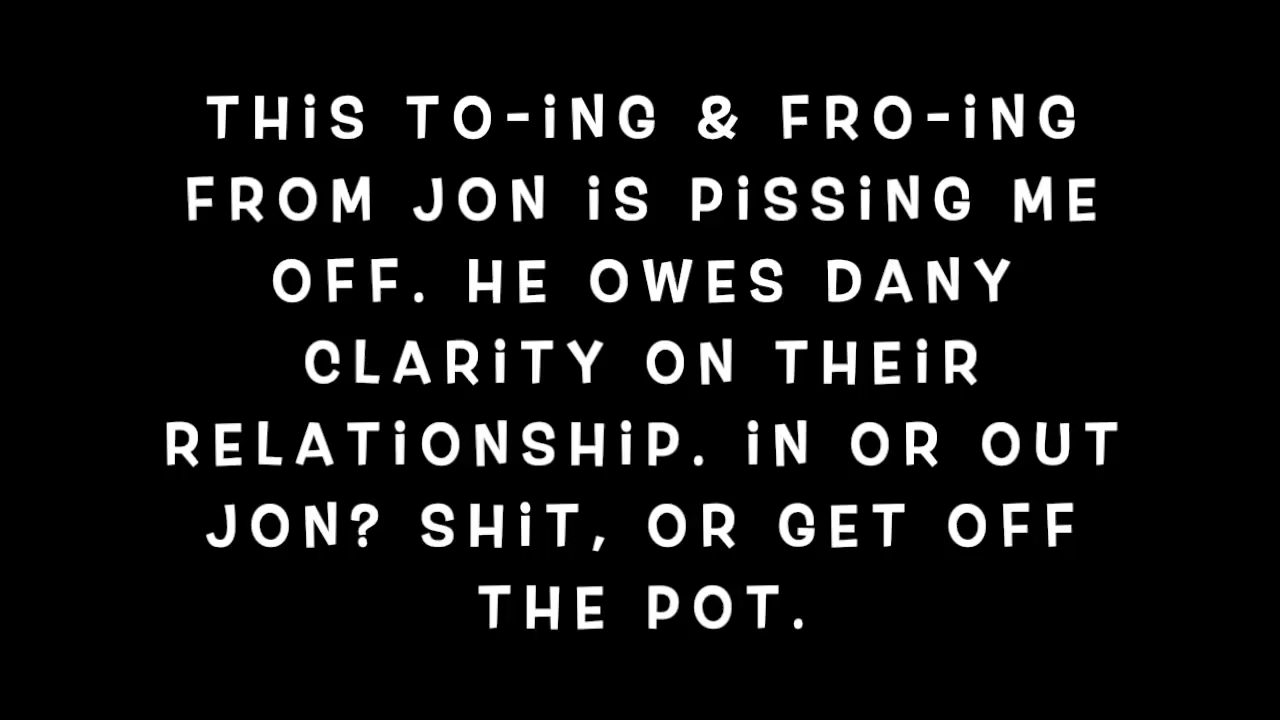 THiS TO-iNG & FRO-iNG
FROM JON iS PiSSiNG ME
OFF. HE OWES DANY
CLARiTY ON THEiR
RELATiONSHiP. iN OR OUT
JON? SHiT, OR GET OFF
THE POT.